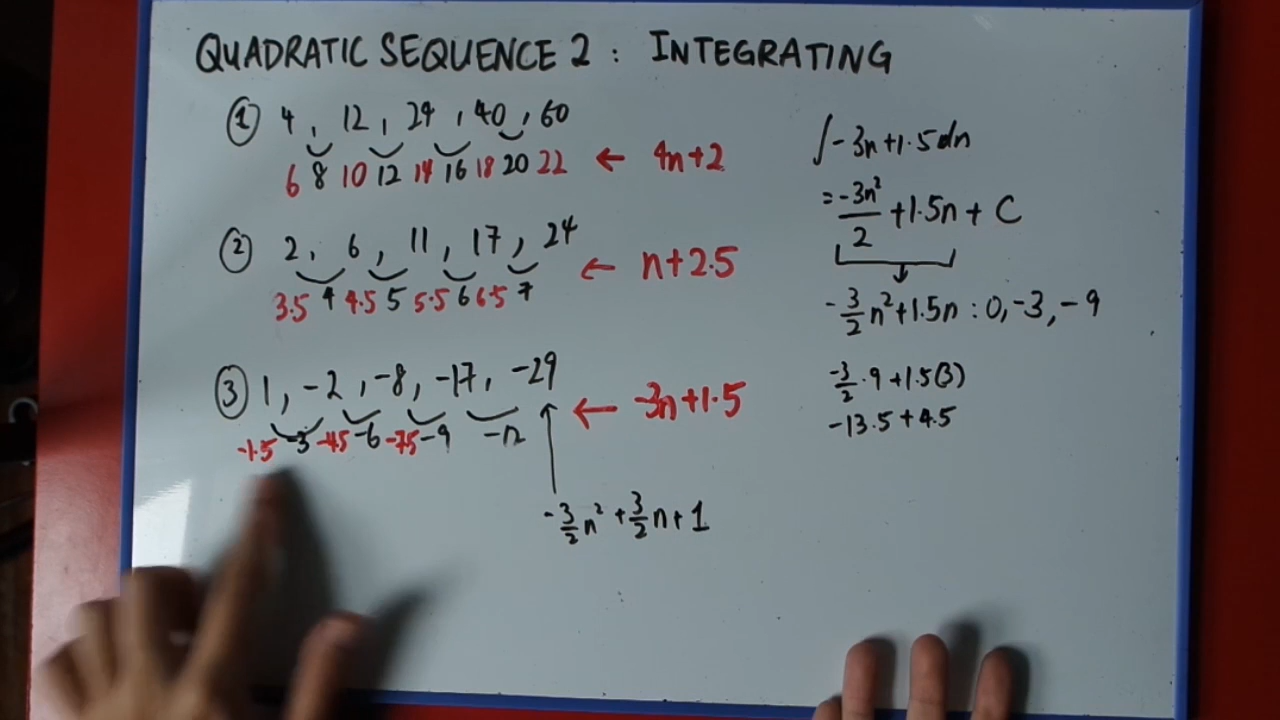 QUADRATIC SEQUENCE 2 : INTEGRATING
① 4, 12, 24, 40, 60
6 8 10 12 14 16 18 20 22 ← 4n+2
② 2, 6, 11, 17, 24
3.5 4 4.5 5 5.5 6 6.5 7 ← n+2.5
③ 1, -2, -8, -17, -29
-1.5 -3 -4.5 -6 -7.5 -9 -12 ← -3n+1.5
-3/2 n² + 3/2 n + 1
∫-3n+1.5dn
= -3n²/2 + 1.5n + C
-3/2 n² + 1.5n : 0, -3, -9
-3/2 · 9 + 1.5(3)
-13.5 + 4.5